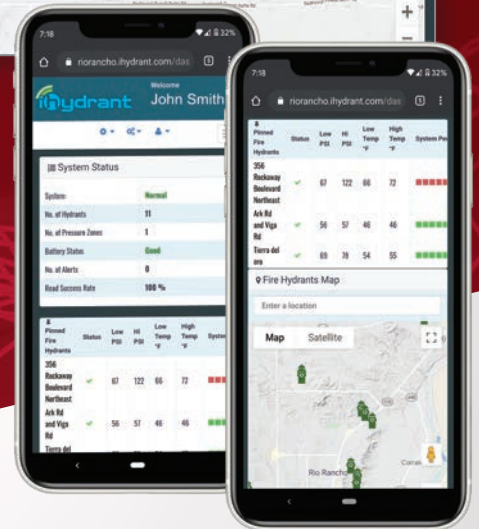 7:18
32%
riorancho.ihydrant.com/das
ihydrant
Welcome
John Smith
System Status
System: Normal
No. of Hydrants 11
No. of Pressure Zones 1
Battery Status Good
No. of Alerts 0
Read Success Rate 100 %
Pinned Fire Hydrants Status Low PSI Hi PSI Low Temp °F High Temp °F System
356 Rockaway Boulevard Northeast 67 122 66 72
Ark Rd and Viga Rd 56 57 46 46
Tierra del
7:18
32%
riorancho.ihydrant.com/das
Pinned Fire Hydrants Status Low PSI Hi PSI Low Temp °F High Temp °F System
356 Rockaway Boulevard Northeast 67 122 66 72
Ark Rd and Viga Rd 56 57 46 46
Tierra del oro 69 78 54 55
Fire Hydrants Map
Enter a location
Map Satellite
Rio Rancho